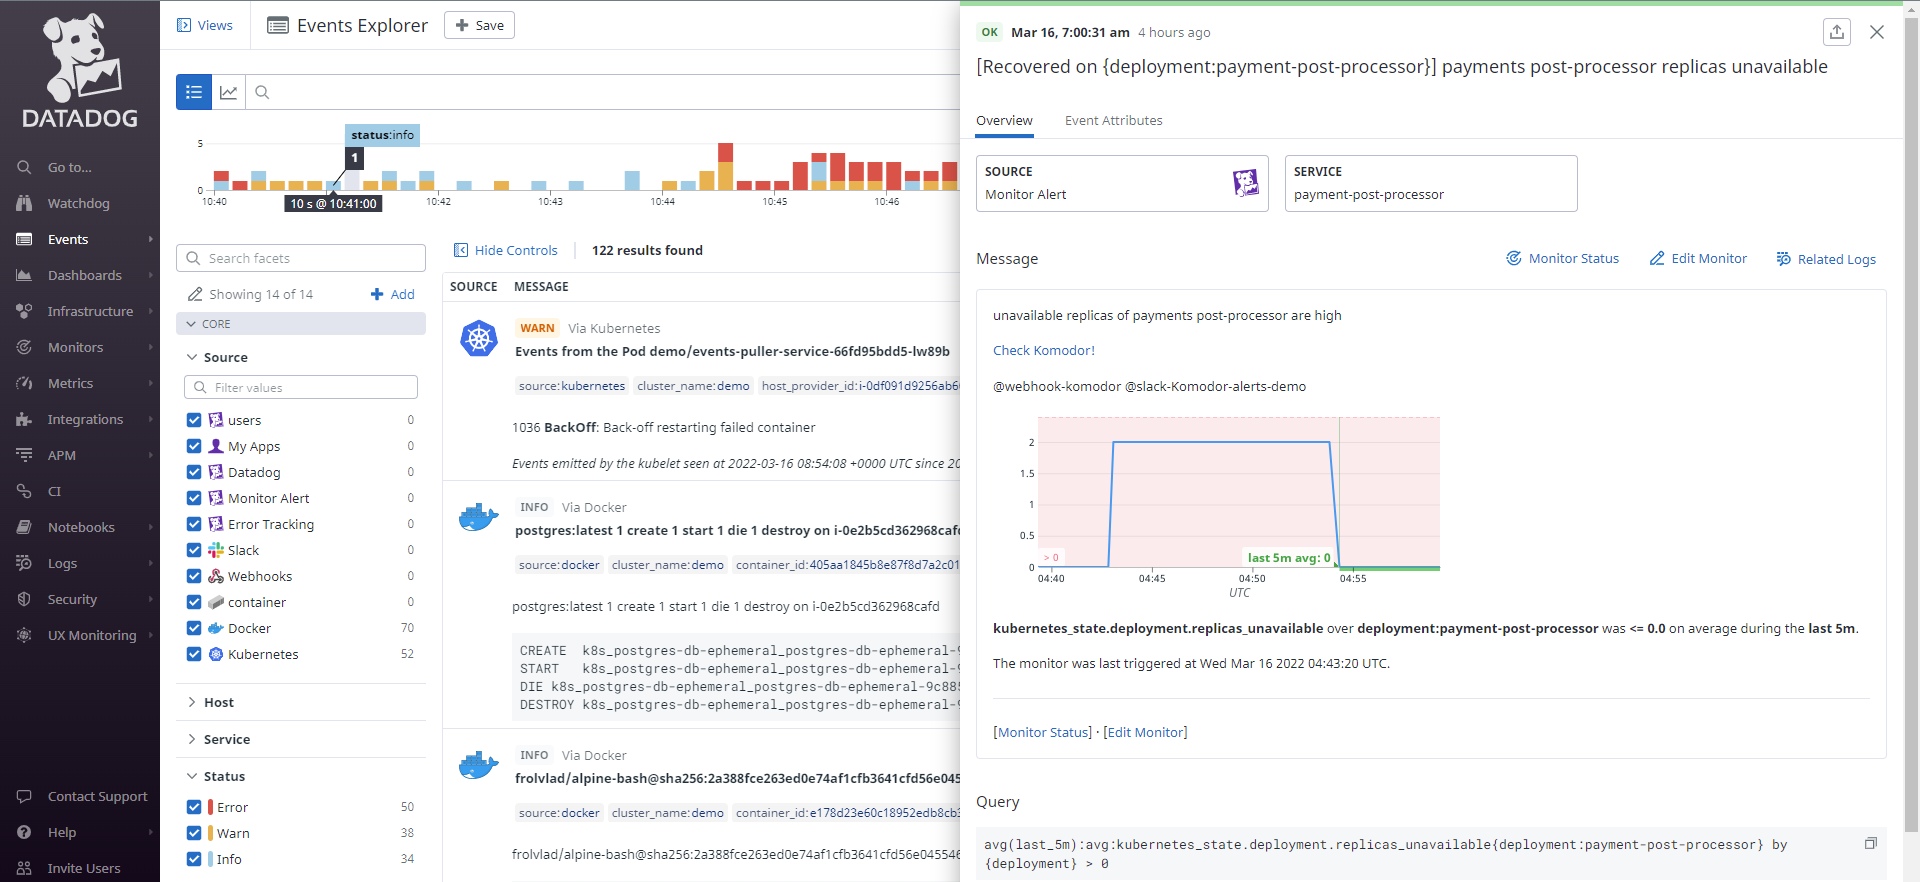 DATADOG
Go to...
Watchdog
Events
Dashboards
Infrastructure
Monitors
Metrics
Integrations
APM
CI
Notebooks
Logs
Security
UX Monitoring
Contact Support
Help
Invite Users
Views
Events Explorer
Save
status:info
1
5
0
10:40
10 s @ 10:41:00
10:42
10:43
10:44
10:45
10:46
Search facets
Showing 14 of 14
Add
CORE
Source
Filter values
users 0
My Apps 0
Datadog 0
Monitor Alert 0
Error Tracking 0
Slack 0
Webhooks 0
container 0
Docker 70
Kubernetes 52
Host
Service
Status
Error 50
Warn 38
Info 34
Hide Controls
122 results found
SOURCE MESSAGE
WARN Via Kubernetes
Events from the Pod demo/events-puller-service-66fd95bdd5-lw89b
source:kubernetes cluster_name:demo host_provider_id:i-0df091d9256ab6
1036 BackOff: Back-off restarting failed container
Events emitted by the kubelet seen at 2022-03-16 08:54:08 +0000 UTC since 20
INFO Via Docker
postgres:latest 1 create 1 start 1 die 1 destroy on i-0e2b5cd362968cafd
source:docker cluster_name:demo container_id:405aa1845b8e87f8d7a2c01
postgres:latest 1 create 1 start 1 die 1 destroy on i-0e2b5cd362968cafd
CREATE k8s_postgres-db-ephemeral_postgres-db-ephemeral-9
START k8s_postgres-db-ephemeral_postgres-db-ephemeral-9
DIE k8s_postgres-db-ephemeral_postgres-db-ephemeral-9c885
DESTROY k8s_postgres-db-ephemeral_postgres-db-ephemeral-9
INFO Via Docker
frolvlad/alpine-bash@sha256:2a388fce263ed0e74af1cfb3641cfd56e045
source:docker cluster_name:demo container_id:e178d23e60c18952edb8cb3
frolvlad/alpine-bash@sha256:2a388fce263ed0e74af1cfb3641cfd56e045546
OK Mar 16, 7:00:31 am 4 hours ago
[Recovered on {deployment:payment-post-processor}] payments post-processor replicas unavailable
Overview
Event Attributes
SOURCE
Monitor Alert
SERVICE
payment-post-processor
Message
Monitor Status
Edit Monitor
Related Logs
unavailable replicas of payments post-processor are high
Check Komodor!
@webhook-komodor @slack-Komodor-alerts-demo
2
1.5
1
0.5
0
> 0
last 5m avg: 0
04:40
04:45
04:50
04:55
UTC
kubernetes_state.deployment.replicas_unavailable over deployment:payment-post-processor was <= 0.0 on average during the last 5m.
The monitor was last triggered at Wed Mar 16 2022 04:43:20 UTC.
[Monitor Status] · [Edit Monitor]
Query
avg(last_5m):avg:kubernetes_state.deployment.replicas_unavailable{deployment:payment-post-processor} by
{deployment} > 0